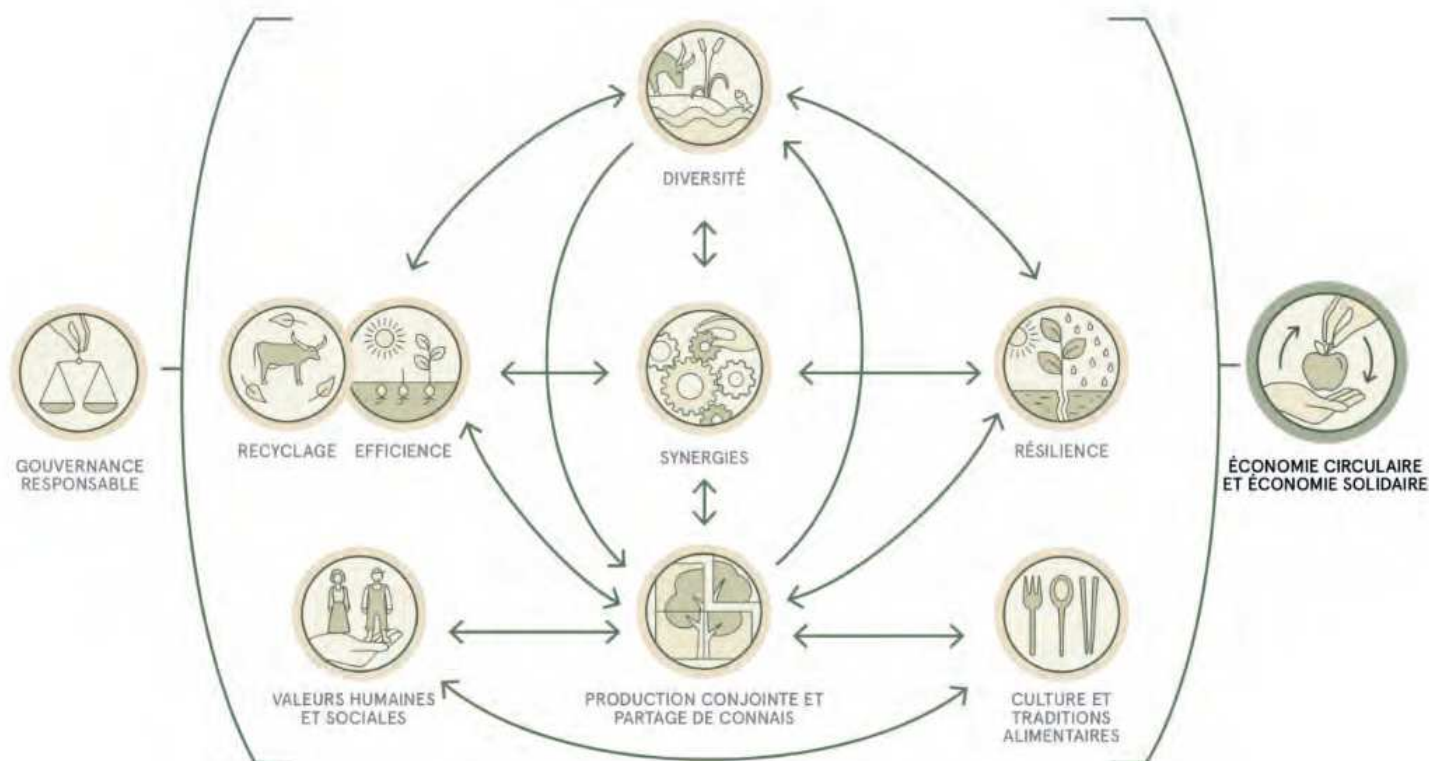 DIVERSITÉ
RECYCLAGE
EFFICIENCE
SYNERGIES
RÉSILIENCE
GOUVERNANCE
RESPONSABLE
ÉCONOMIE CIRCULAIRE
ET ÉCONOMIE SOLIDAIRE
VALEURS HUMAINES
ET SOCIALES
PRODUCTION CONJOINTE ET
PARTAGE DE CONNAIS
CULTURE ET
TRADITIONS
ALIMENTAIRES